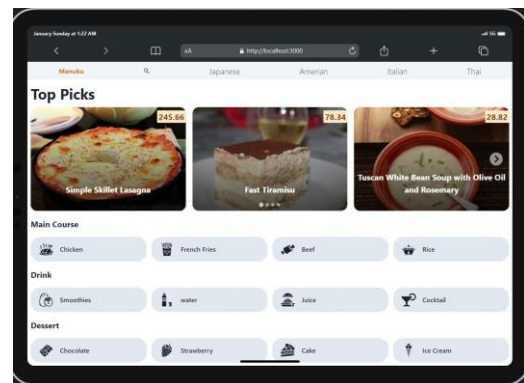 January Sunday at 1:22 AM
5G
AA
http://localhost:3000
Manuku
Japanese
Amerian
Italian
Thai
Top Picks
245.66
78.34
28.82
Simple Skillet Lasagna
Fast Tiramisu
Tuscan White Bean Soup with Olive Oil
and Rosemary
Main Course
Chicken
French Fries
Beef
Rice
Drink
Smoothies
water
Juice
Cocktail
Dessert
Chocolate
Strawberry
Cake
Ice Cream